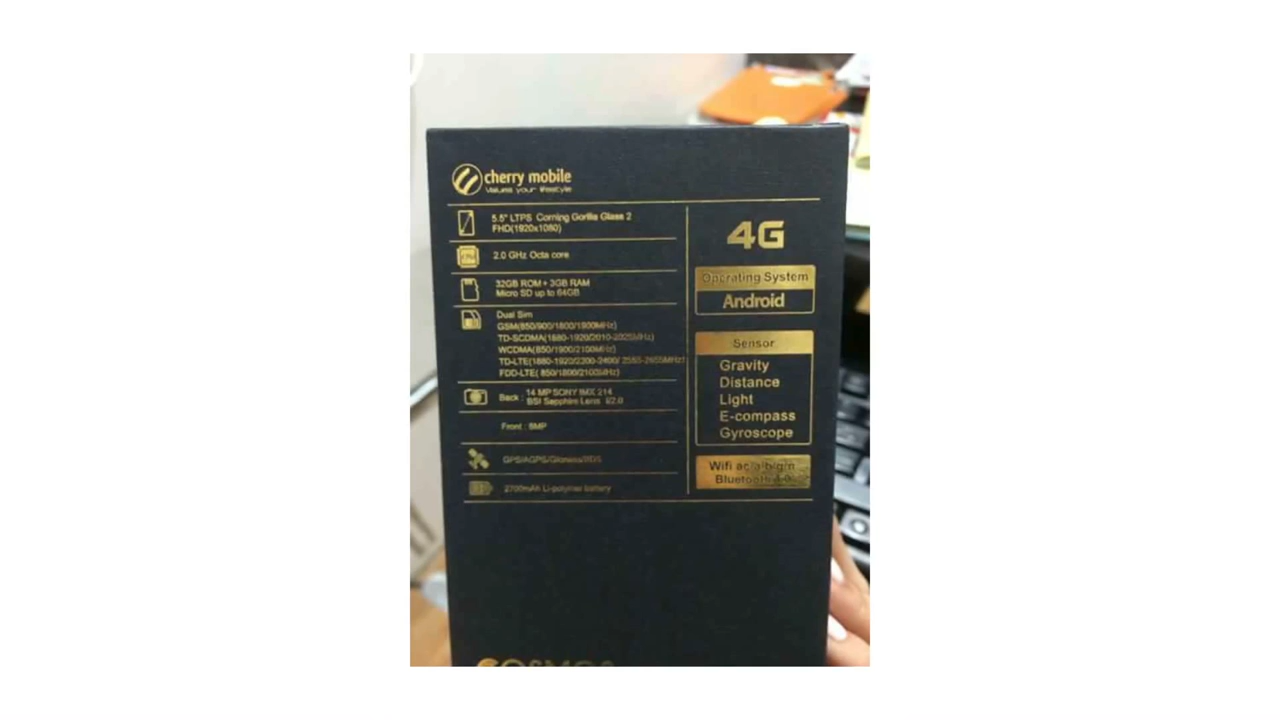 cherry mobile
Values your lifestyle
5.5" LTPS Corning Gorilla Glass 2
FHD(1920x1080)
CPU
2.0 GHz Octa core
32GB ROM + 3GB RAM
Micro SD up to 64GB
Dual Sim
GSM(850/900/1800/1900MHz)
TD-SCDMA(1880-1920/2010-2025MHz)
WCDMA(850/1900/2100MHz)
TD-LTE(1880-1920/2300-2400/ 2555-2655MHz)
FDD-LTE( 850/1800/2100MHz)
Back : 14 MP SONY IMX 214
BSI Sapphire Lens f/2.0
Front : 8MP
GPS/AGPS/Glonass/BDS
2700mAh Li-polymer battery
4G
Operating System
Android
Sensor
Gravity
Distance
Light
E-compass
Gyroscope
Wifi ac/a/b/g/n
Bluetooth